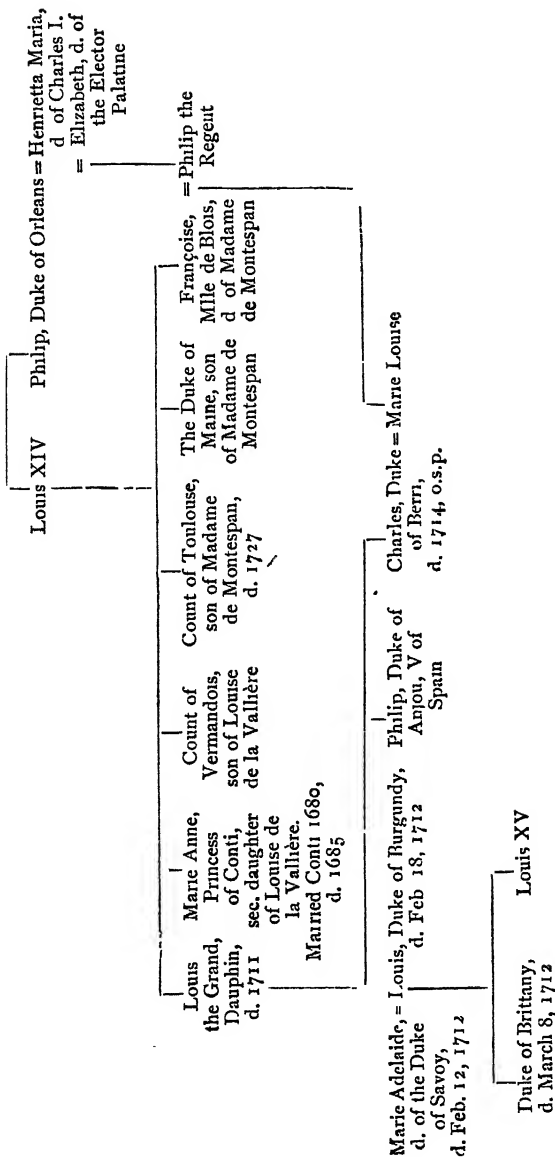 Louis XIV
Philip, Duke of Orleans = Henrietta Maria,
d of Charles I.
= Elizabeth, d. of
the Elector
Palatine
Louis
the Grand,
Dauphin,
d. 1711
Marie Anne,
Princess
of Conti,
sec. daughter
of Louise de
la Vallière.
Married Conti 1680,
d. 1685
Count of
Vermandois,
son of Louise
de la Vallière
Count of Toulouse,
son of Madame
de Montespan,
d. 1727
The Duke of
Maine, son
of Madame de
Montespan
Françoise,
Mlle de Blois,
d of Madame
de Montespan
= Philip the
Regent
Marie Adelaide, = Louis, Duke of Burgundy,
d. of the Duke
of Savoy,
d. Feb. 12, 1712
d. Feb 18, 1712
Philip, Duke of
Anjou, V of
Spain
Charles, Duke = Marie Louise
of Berri,
d. 1714, o.s.p.
Duke of Brittany,
d. March 8, 1712
Louis XV